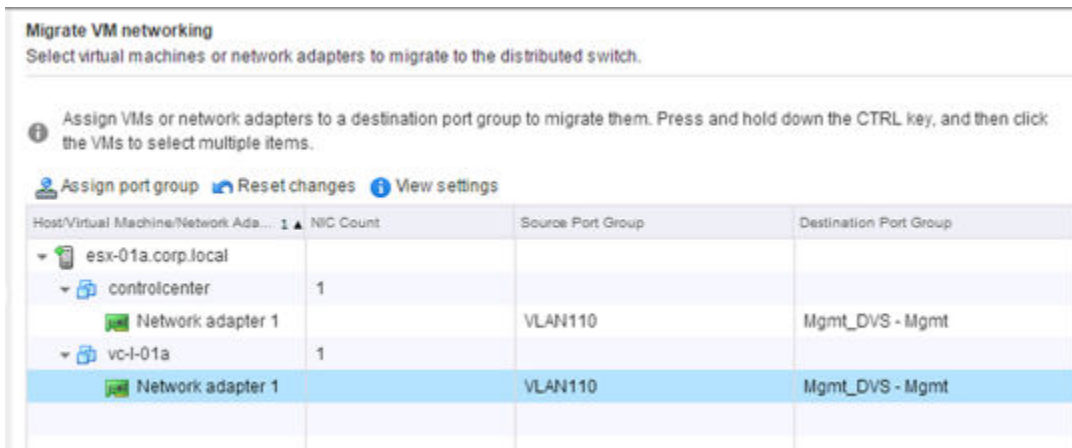 Migrate VM networking
Select virtual machines or network adapters to migrate to the distributed switch.
Assign VMs or network adapters to a destination port group to migrate them. Press and hold down the CTRL key, and then click
the VMs to select multiple items.
Assign port group Reset changes View settings
Host/Virtual Machine/Network Ada... 1 ▲ NIC Count Source Port Group Destination Port Group
esx-01a.corp.local
controlcenter 1
Network adapter 1 VLAN110 Mgmt_DVS - Mgmt
vc-l-01a 1
Network adapter 1 VLAN110 Mgmt_DVS - Mgmt